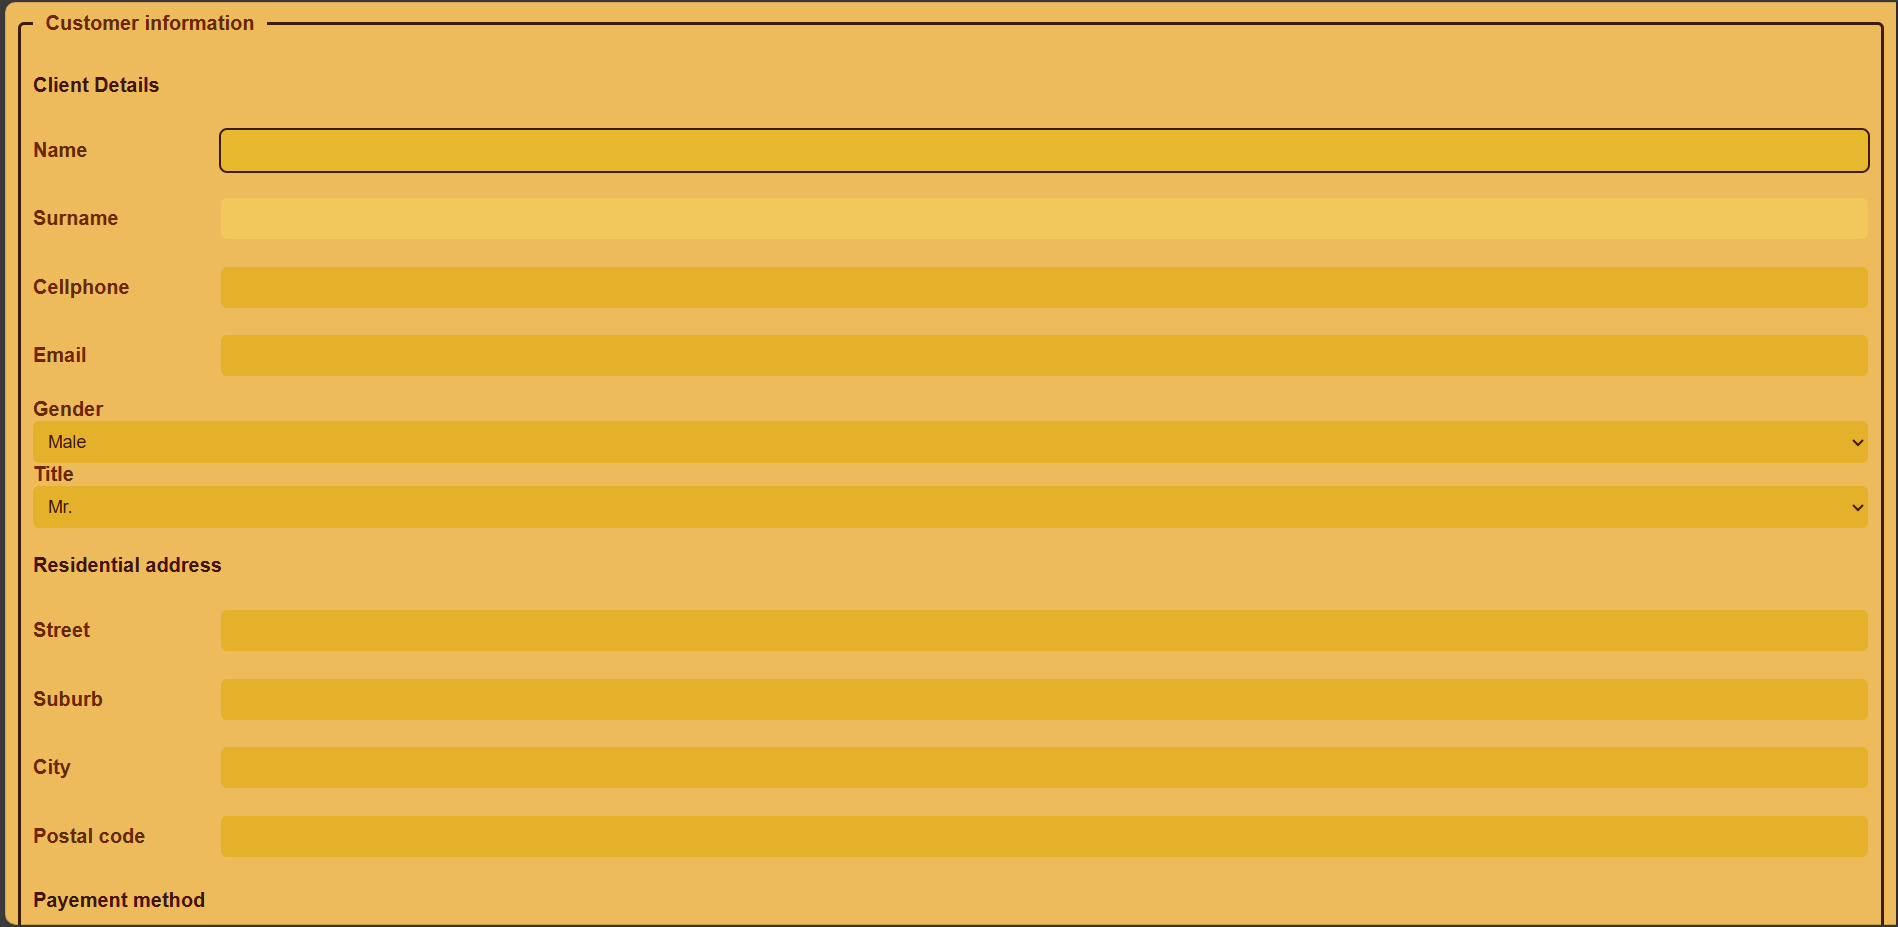 Customer information
Client Details
Name
Surname
Cellphone
Email
Gender
Male
Title
Mr.
Residential address
Street
Suburb
City
Postal code
Payement method